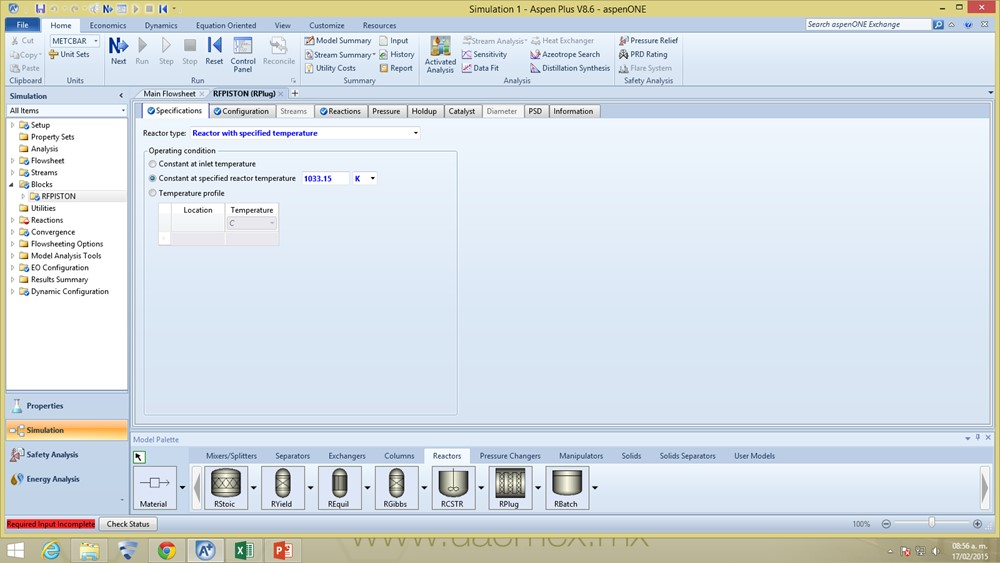 Simulation 1 - Aspen Plus V8.6 - aspenONE
File Home Economics Dynamics Equation Oriented View Customize Resources Search aspenONE Exchange
Cut METCBAR Model Summary Input Stream Analysis Heat Exchanger Pressure Relief
Copy Unit Sets Next Run Step Stop Reset Control Panel Reconcile Stream Summary History Activated Analysis Sensitivity Azeotrope Search PRD Rating
Paste Utility Costs Report Data Fit Distillation Synthesis Flare System
Clipboard Units Run Summary Analysis Safety Analysis
Simulation Main Flowsheet RFPISTON (RPlug)
All Items Specifications Configuration Streams Reactions Pressure Holdup Catalyst Diameter PSD Information
Setup
Property Sets
Analysis
Flowsheet
Streams
Blocks
RFPISTON
Utilities
Reactions
Convergence
Flowsheeting Options
Model Analysis Tools
EO Configuration
Results Summary
Dynamic Configuration
Reactor type: Reactor with specified temperature
Operating condition
Constant at inlet temperature
Constant at specified reactor temperature 1033.15 K
Temperature profile
Location Temperature
C
Properties
Simulation
Safety Analysis
Energy Analysis
Model Palette
Mixers/Splitters Separators Exchangers Columns Reactors Pressure Changers Manipulators Solids Solids Separators User Models
Material RStoic RYield REquil RGibbs RCSTR RPlug RBatch
Required Input Incomplete Check Status 100%
08:56 a. m.
17/02/2015